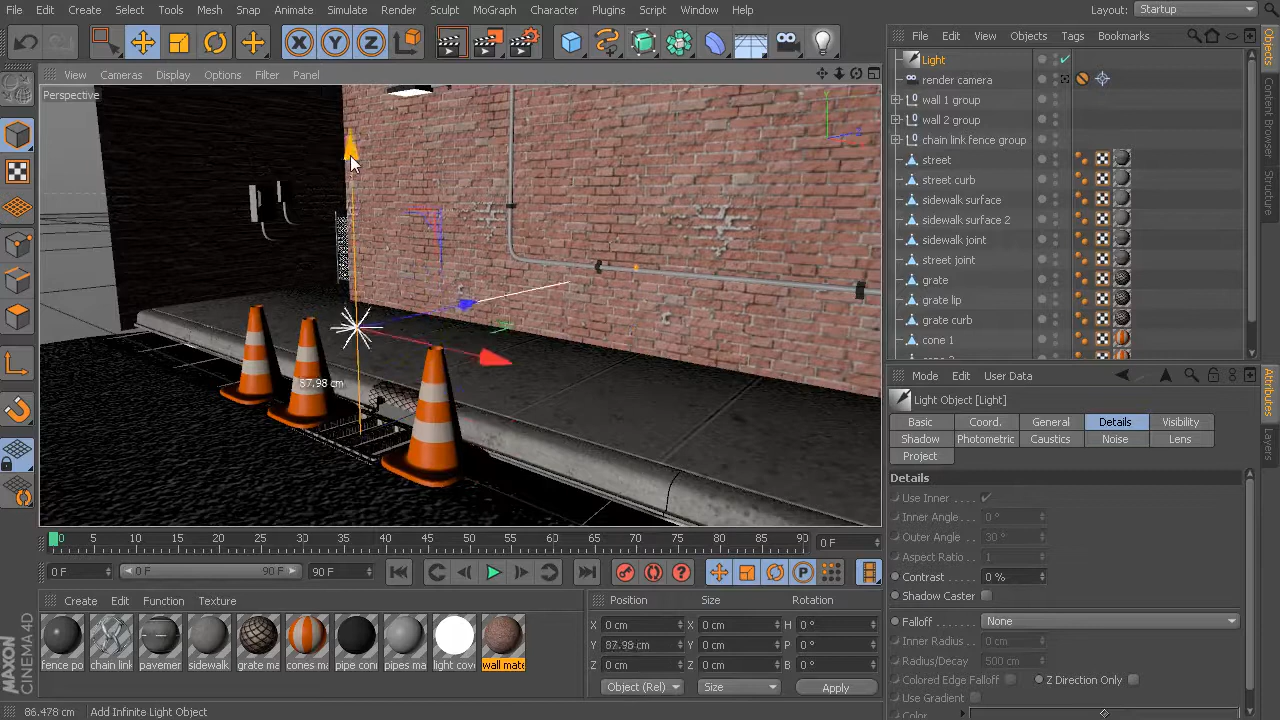 File Edit Create Select Tools Mesh Snap Animate Simulate Render Sculpt MoGraph Character Plugins Script Window Help Layout: Startup
X Y Z
File Edit View Objects Tags Bookmarks
View Cameras Display Options Filter Panel
Perspective
Y
Z
87.98 cm
Light
render camera
wall 1 group
wall 2 group
chain link fence group
street
street curb
sidewalk surface
sidewalk surface 2
sidewalk joint
street joint
grate
grate lip
grate curb
cone 1
Objects
Content Browser
Structure
Mode Edit User Data
Light Object [Light]
Basic Coord. General Details Visibility
Shadow Photometric Caustics Noise Lens
Project
Details
Use Inner . . . .
Inner Angle . . . 0 °
Outer Angle . . 30 °
Aspect Ratio . . 1
Contrast . . . . 0 %
Shadow Caster
Falloff . . . . . . None
Inner Radius . . 0 cm
Radius/Decay 500 cm
Colored Edge Falloff Z Direction Only
Use Gradient
Color
Attributes
Layers
0 5 10 15 20 25 30 35 40 45 50 55 60 65 70 75 80 85 90 0 F
0 F 0 F 90 F 90 F
Create Edit Function Texture
fence po chain link pavemer sidewalk grate ma cones ma pipe coni pipes ma light cove wall mate
Position Size Rotation
X 0 cm X 0 cm H 0 °
Y 87.98 cm Y 0 cm P 0 °
Z 0 cm Z 0 cm B 0 °
Object (Rel) Size Apply
MAXON
CINEMA 4D
86.478 cm Add Infinite Light Object